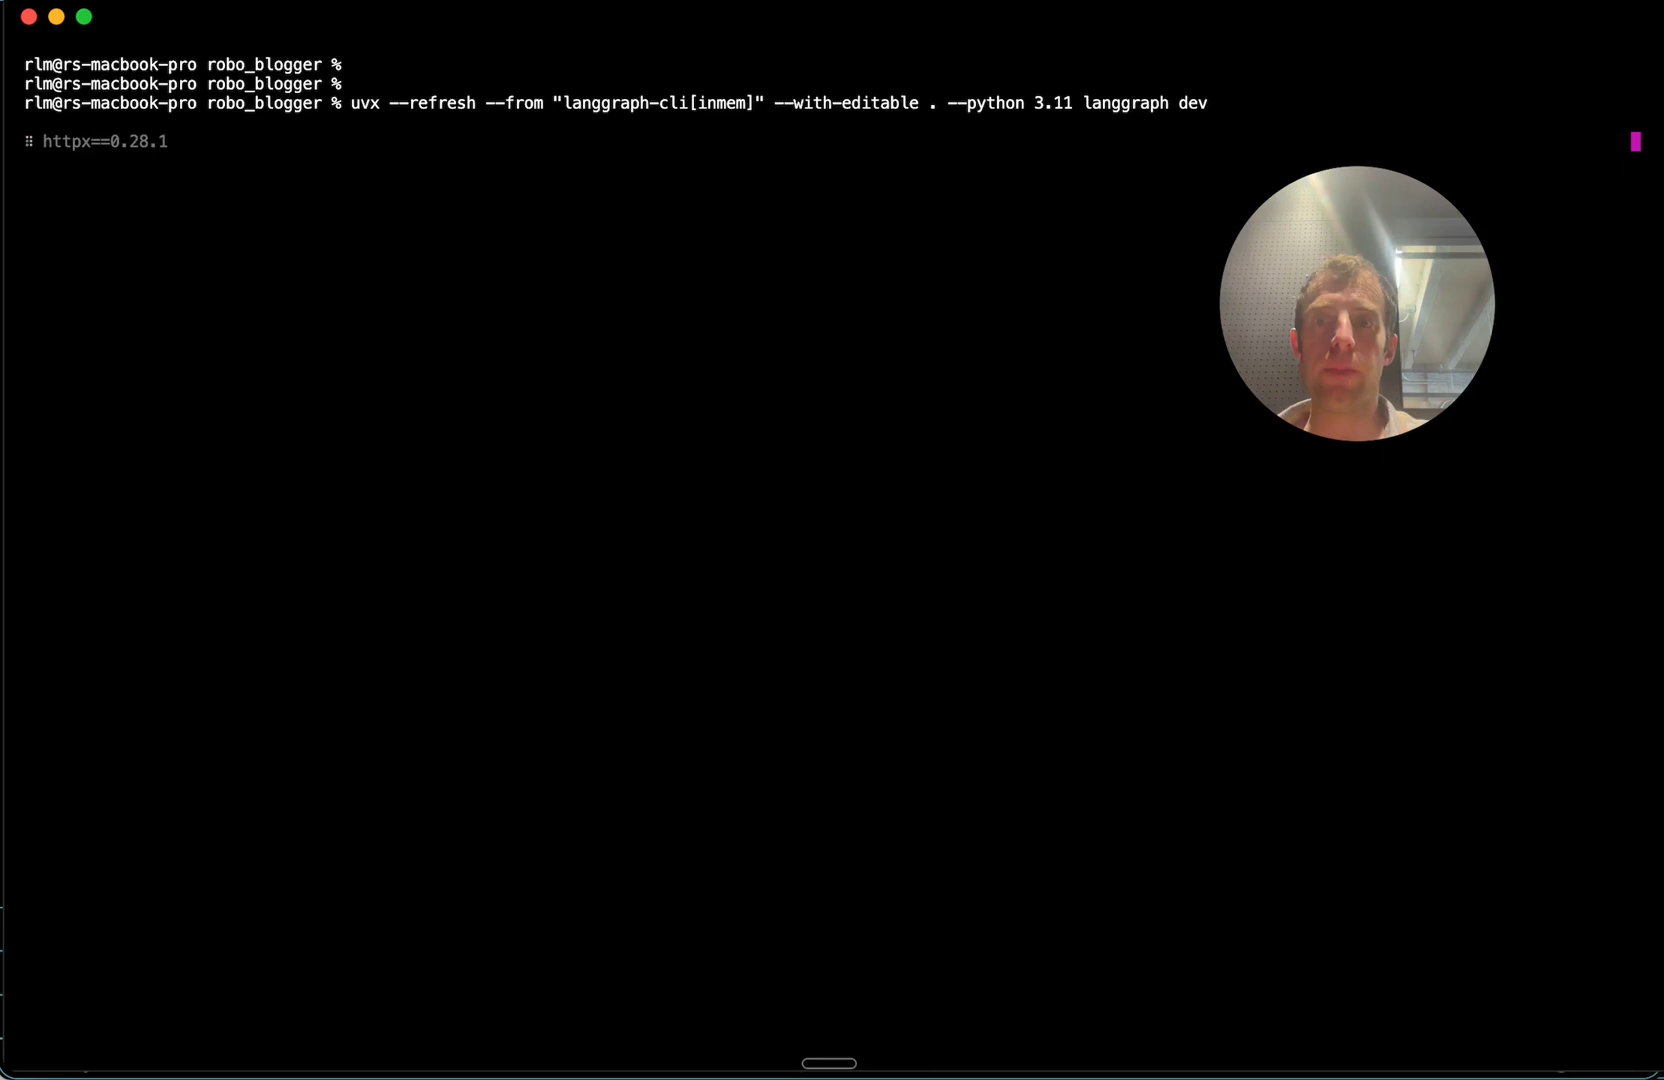 rlm@rs-macbook-pro robo_blogger %
rlm@rs-macbook-pro robo_blogger %
rlm@rs-macbook-pro robo_blogger % uvx --refresh --from "langgraph-cli[inmem]" --with-editable . --python 3.11 langgraph dev
⠿ httpx==0.28.1